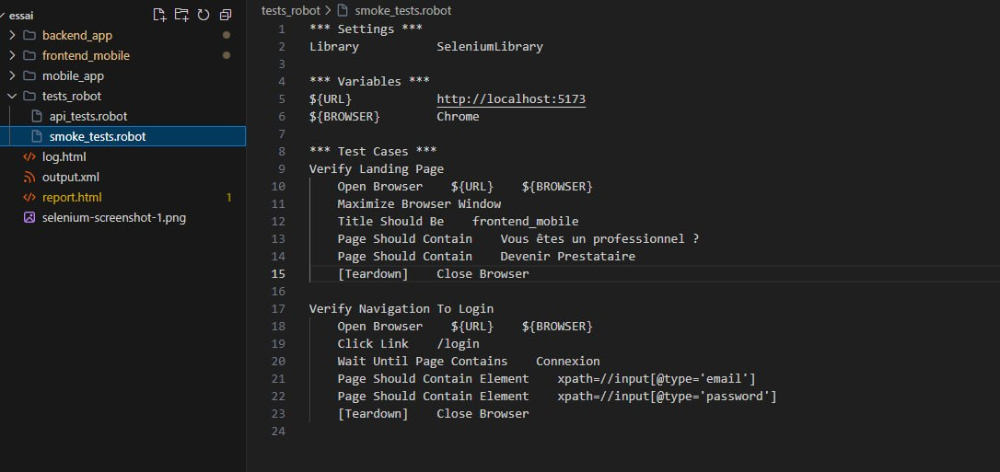 essai
backend_app
frontend_mobile
mobile_app
tests_robot
api_tests.robot
smoke_tests.robot
log.html
output.xml
report.html 1
selenium-screenshot-1.png
tests_robot > smoke_tests.robot
1 *** Settings ***
2 Library           SeleniumLibrary
3
4 *** Variables ***
5 ${URL}            http://localhost:5173
6 ${BROWSER}        Chrome
7
8 *** Test Cases ***
9 Verify Landing Page
10     Open Browser    ${URL}    ${BROWSER}
11     Maximize Browser Window
12     Title Should Be    frontend_mobile
13     Page Should Contain    Vous êtes un professionnel ?
14     Page Should Contain    Devenir Prestataire
15     [Teardown]    Close Browser
16
17 Verify Navigation To Login
18     Open Browser    ${URL}    ${BROWSER}
19     Click Link    /login
20     Wait Until Page Contains    Connexion
21     Page Should Contain Element    xpath=//input[@type='email']
22     Page Should Contain Element    xpath=//input[@type='password']
23     [Teardown]    Close Browser
24